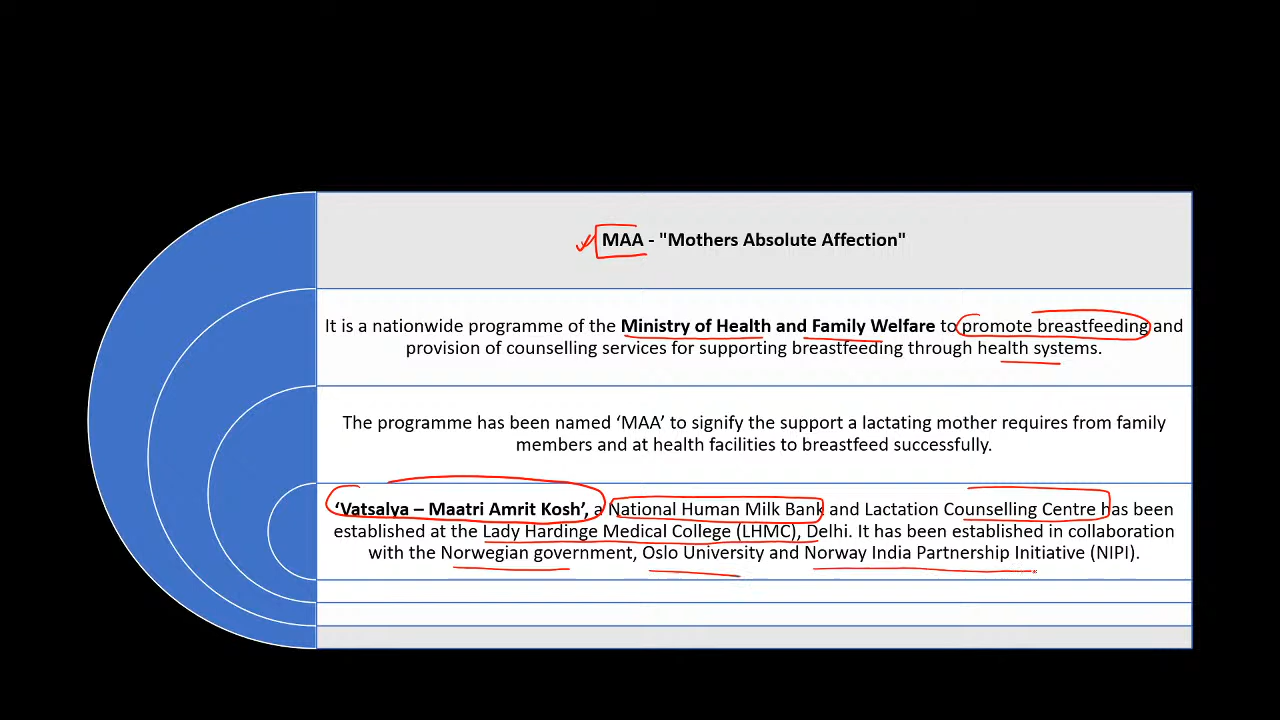 MAA - "Mothers Absolute Affection"
It is a nationwide programme of the Ministry of Health and Family Welfare to promote breastfeeding and
provision of counselling services for supporting breastfeeding through health systems.
The programme has been named ‘MAA’ to signify the support a lactating mother requires from family
members and at health facilities to breastfeed successfully.
‘Vatsalya – Maatri Amrit Kosh’, a National Human Milk Bank and Lactation Counselling Centre has been
established at the Lady Hardinge Medical College (LHMC), Delhi. It has been established in collaboration
with the Norwegian government, Oslo University and Norway India Partnership Initiative (NIPI).